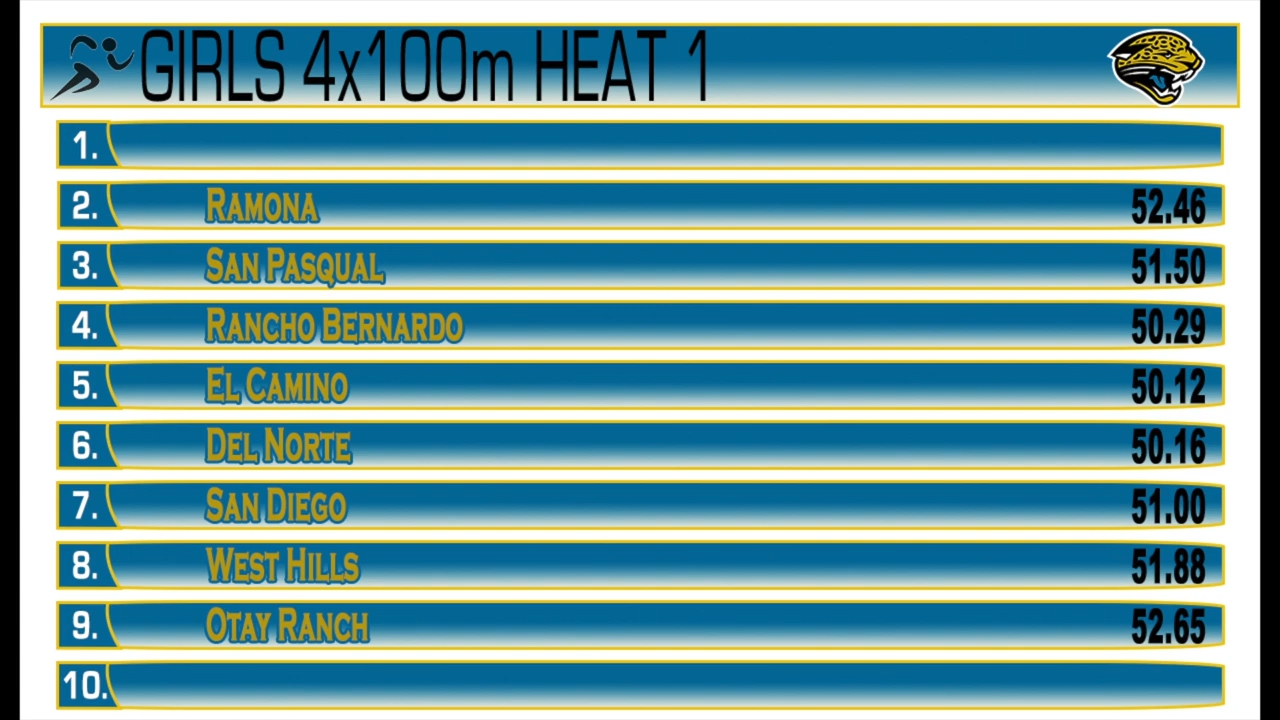 GIRLS 4x100m HEAT 1
1.
2. RAMONA 52.46
3. SAN PASQUAL 51.50
4. RANCHO BERNARDO 50.29
5. EL CAMINO 50.12
6. DEL NORTE 50.16
7. SAN DIEGO 51.00
8. WEST HILLS 51.88
9. OTAY RANCH 52.65
10.